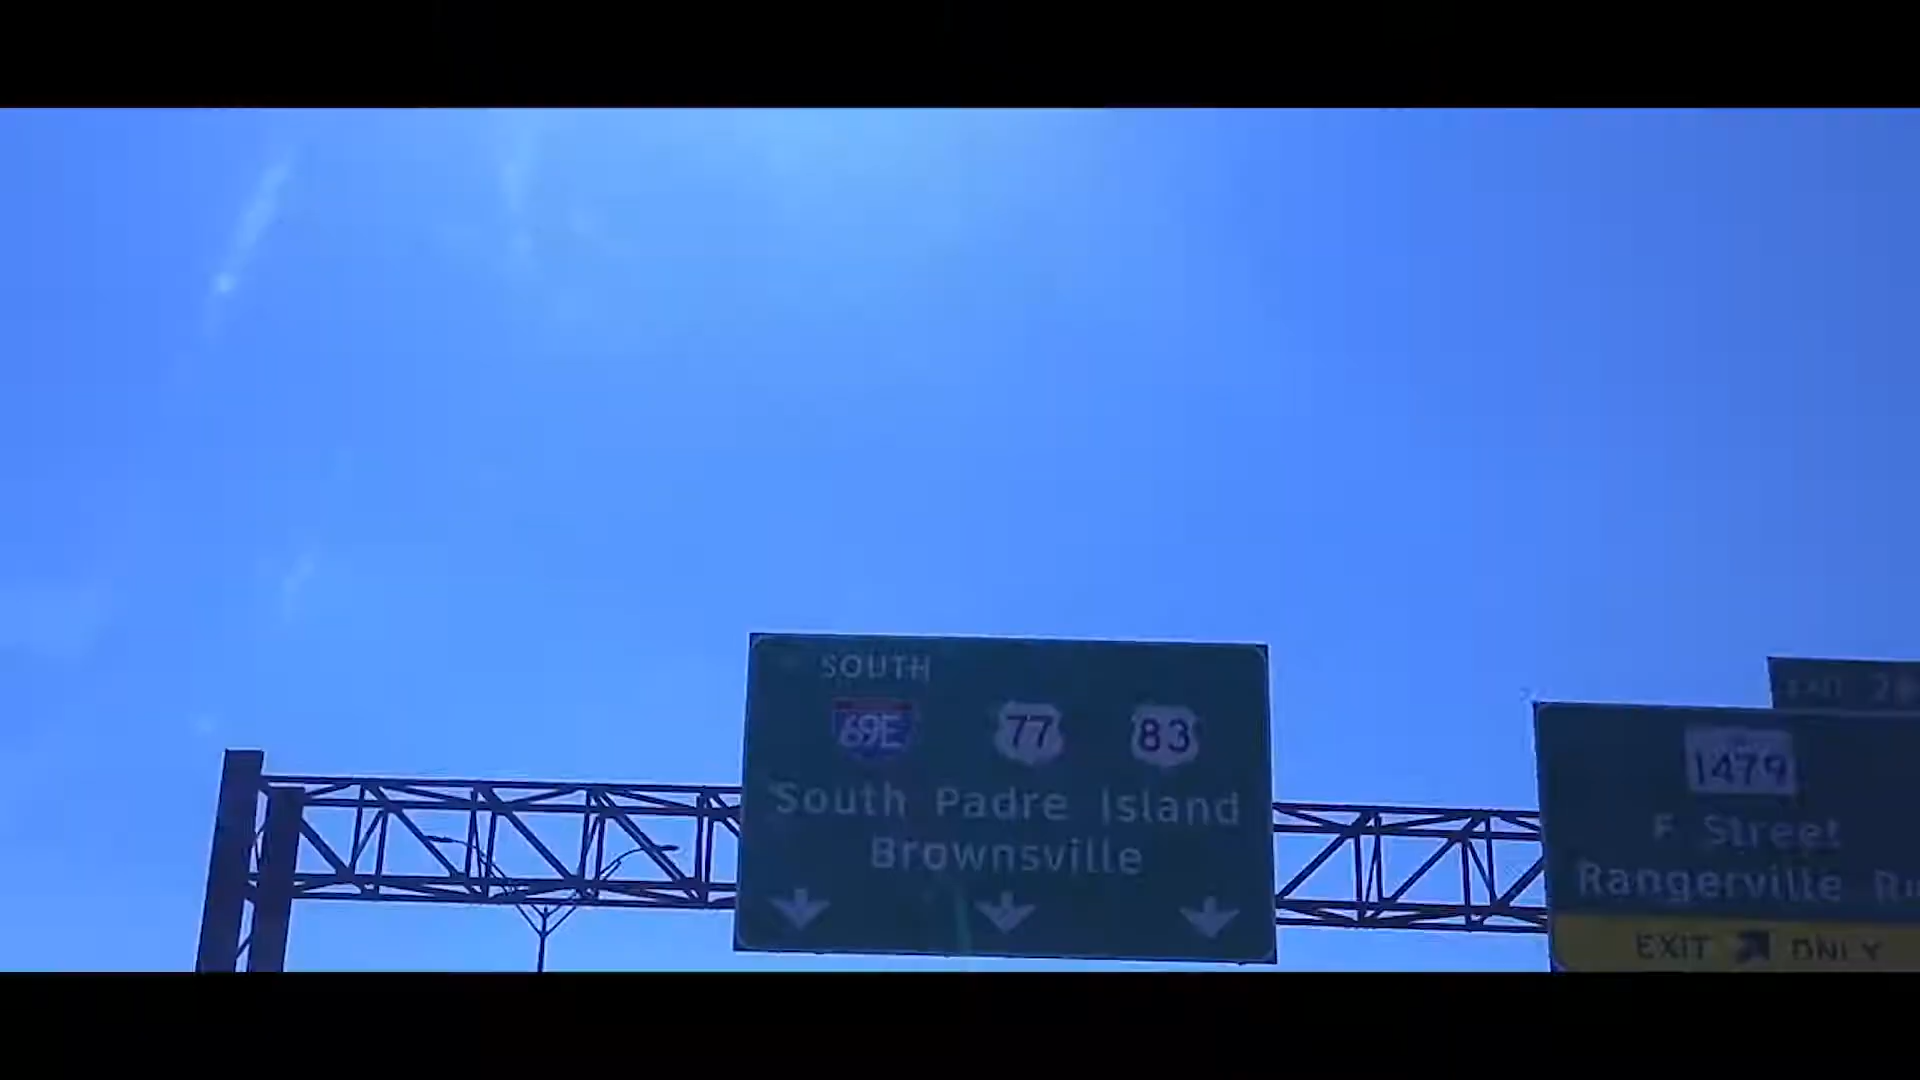 SOUTH
69E 77 83
South Padre Island
Brownsville
1479
F Street
Rangerville
EXIT ONLY